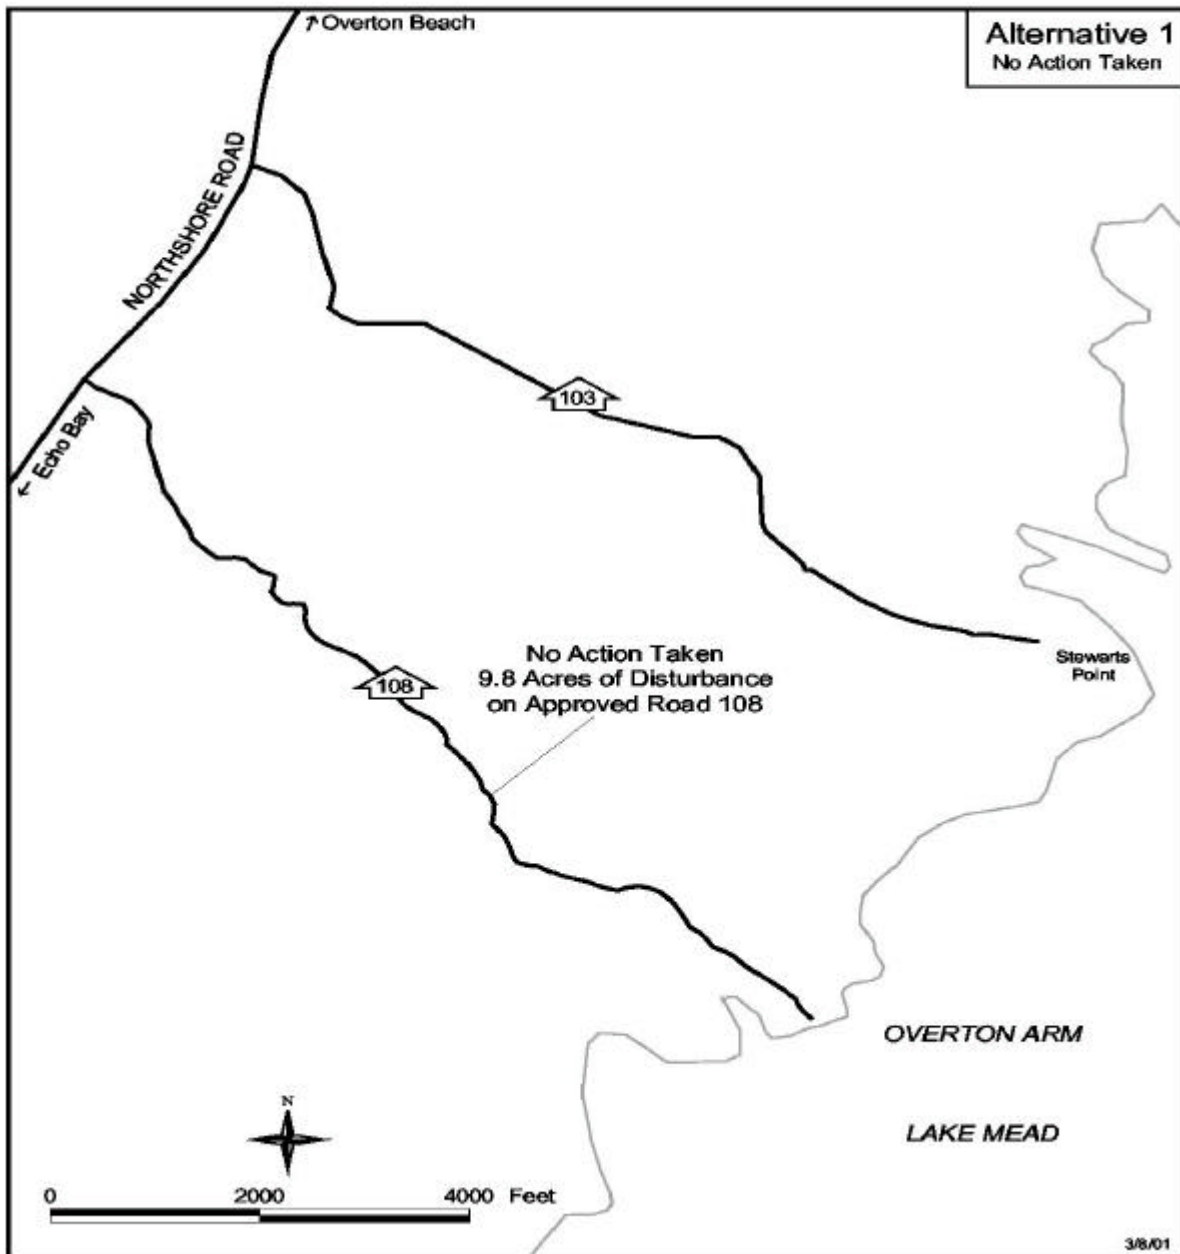 ↗ Overton Beach
Alternative 1
No Action Taken
NORTHSHORE ROAD
103
← Echo Bay
No Action Taken
9.8 Acres of Disturbance
on Approved Road 108
Stewarts
Point
108
OVERTON ARM
LAKE MEAD
N
0 2000 4000 Feet
3/8/01